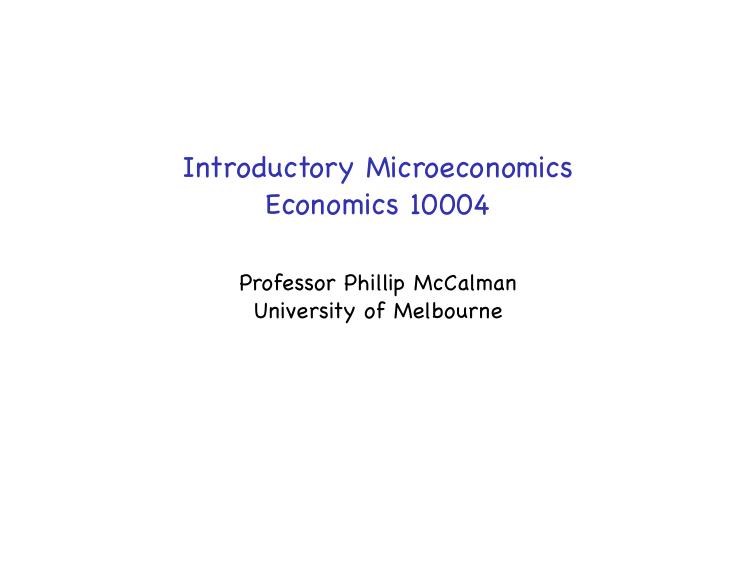 Introductory Microeconomics
Economics 10004
Professor Phillip McCalman
University of Melbourne